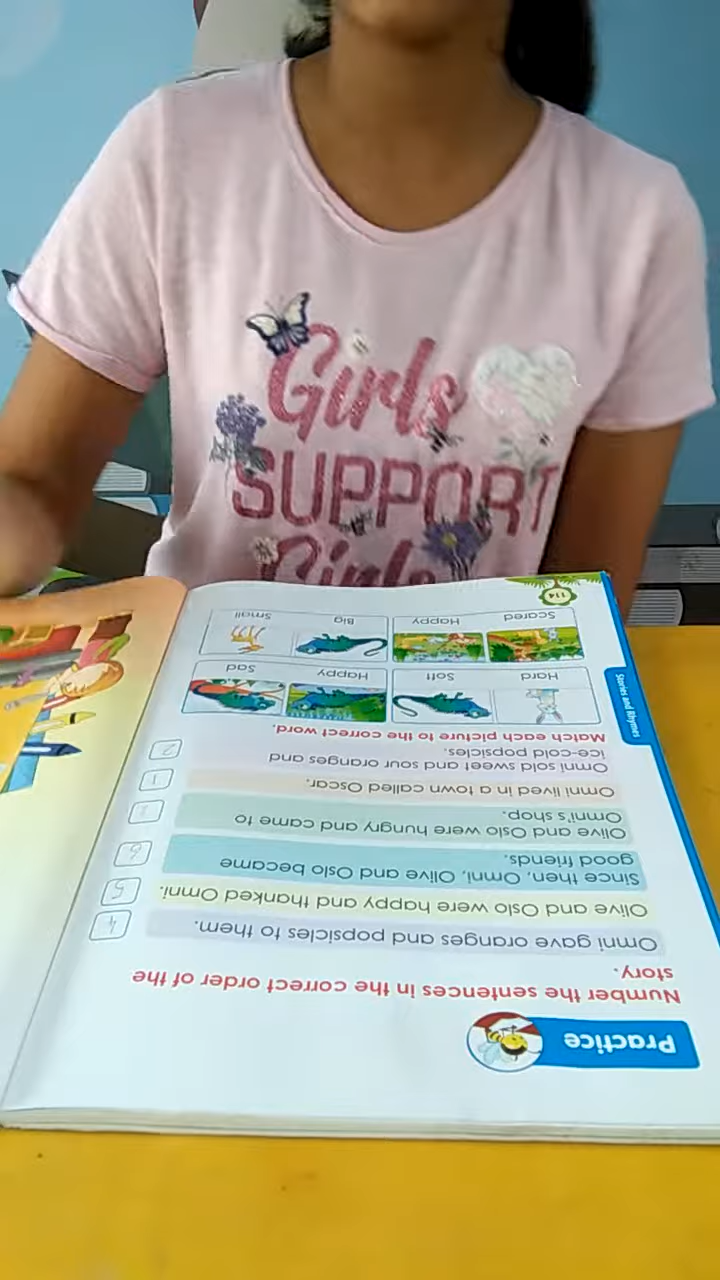 Girls
SUPPORT
Girls
Practice
Number the sentences in the correct order of the
story.
Omni gave oranges and popsicles to them. 4
Olive and Oslo were happy and thanked Omni. 5
Since then, Omni, Olive and Oslo became
good friends. 6
Olive and Oslo were hungry and came to
Omni's shop.
Omni lived in a town called Oscar. 1
Omni sold sweet and sour oranges and
ice-cold popsicles. 2
Match each picture to the correct word.
Hard Soft Happy Sad
Scared Happy Big Small
Stories and Rhymes
114